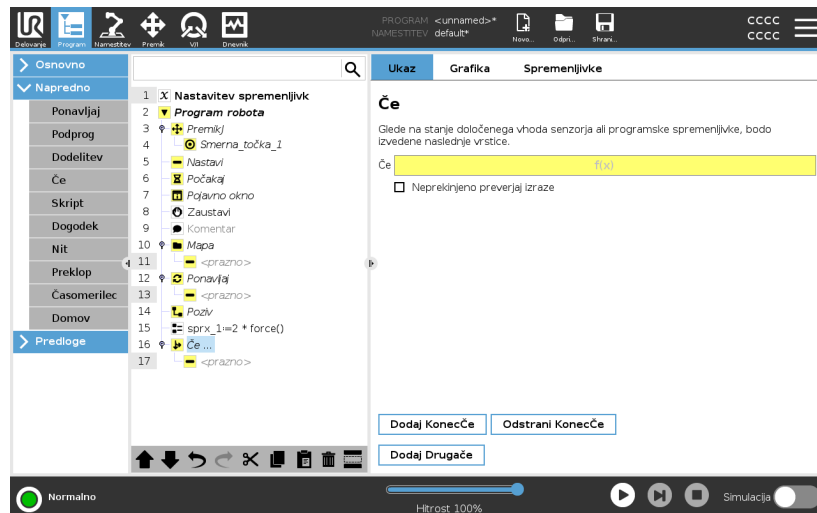 PROGRAM <unnamed>*
NAMESTITEV default*
CCCC
CCCC
Delovanje Program Namestitev Premik V/I Dnevnik Novo... Odpri... Shrani...
Osnovno
Napredno
Ponavljaj
Podprog
Dodelitev
Če
Skript
Dogodek
Nit
Preklop
Časomerilec
Domov
Predloge
1 X Nastavitev spremenljivk
2 Program robota
3 Premikj
4 Smerna_točka_1
5 Nastavi
6 Počakaj
7 Pojavno okno
8 Zaustavi
9 Komentar
10 Mapa
11 <prazno>
12 Ponavljaj
13 <prazno>
14 Poziv
15 sprx_1:=2 * force()
16 Če ...
17 <prazno>
Ukaz Grafika Spremenljivke
Če
Glede na stanje določenega vhoda senzorja ali programske spremenljivke, bodo
izvedene naslednje vrstice.
Če f(x)
Neprekinjeno preverjaj izraze
Dodaj KonecČe Odstrani KonecČe
Dodaj Drugače
Normalno
Hitrost 100%
Simulacija